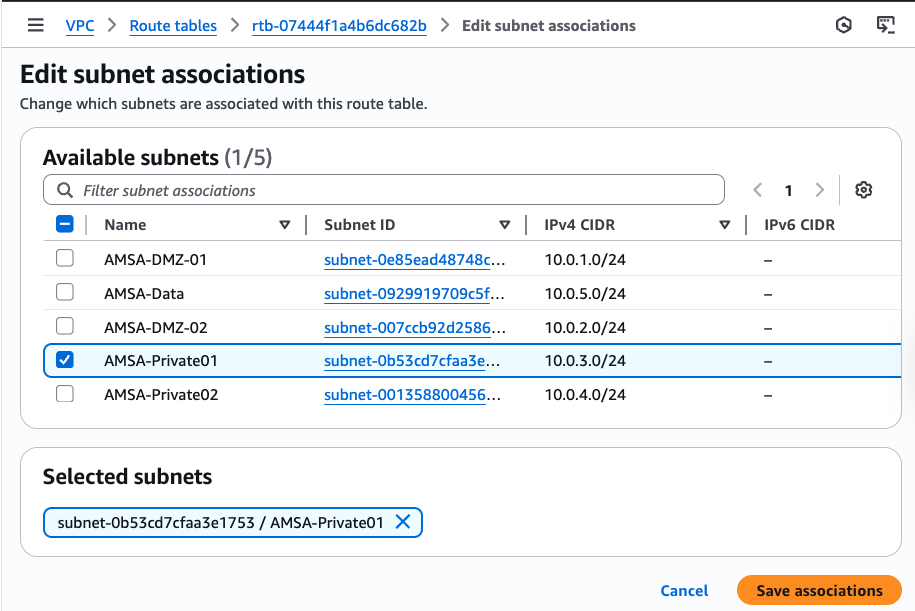 VPC > Route tables > rtb-07444f1a4b6dc682b > Edit subnet associations
Edit subnet associations
Change which subnets are associated with this route table.
Available subnets (1/5)
Filter subnet associations
1
Name Subnet ID IPv4 CIDR IPv6 CIDR
AMSA-DMZ-01 subnet-0e85ead48748c... 10.0.1.0/24 –
AMSA-Data subnet-0929919709c5f... 10.0.5.0/24 –
AMSA-DMZ-02 subnet-007ccb92d2586... 10.0.2.0/24 –
AMSA-Private01 subnet-0b53cd7cfaa3e... 10.0.3.0/24 –
AMSA-Private02 subnet-001358800456... 10.0.4.0/24 –
Selected subnets
subnet-0b53cd7cfaa3e1753 / AMSA-Private01
Cancel Save associations